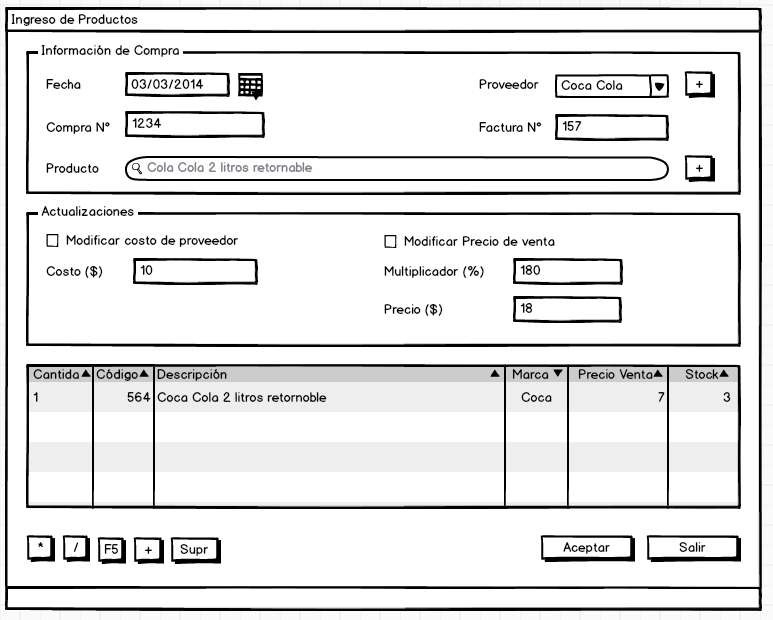 Ingreso de Productos
Información de Compra
Fecha 03/03/2014 Proveedor Coca Cola +
Compra N° 1234 Factura N° 157
Producto Cola Cola 2 litros retornable +
Actualizaciones
Modificar costo de proveedor Modificar Precio de venta
Costo ($) 10 Multiplicador (%) 180
Precio ($) 18
Cantida Código Descripción Marca Precio Venta Stock
1 564 Coca Cola 2 litros retornoble Coca 7 3
* / F5 + Supr Aceptar Salir